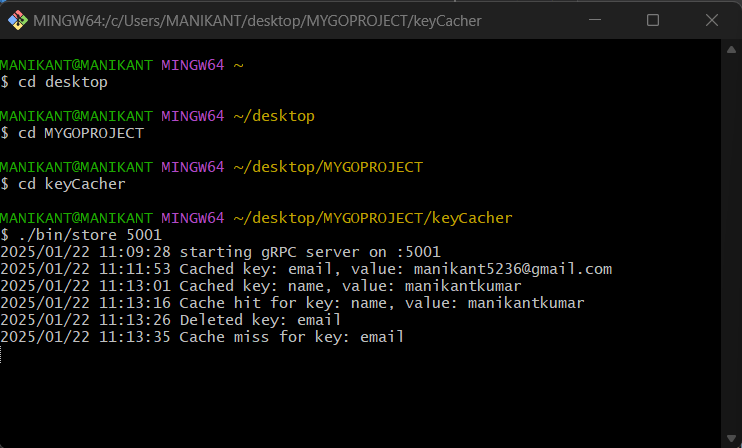 MINGW64:/c/Users/MANIKANT/desktop/MYGOPROJECT/keyCacher
MANIKANT@MANIKANT MINGW64 ~
$ cd desktop
MANIKANT@MANIKANT MINGW64 ~/desktop
$ cd MYGOPROJECT
MANIKANT@MANIKANT MINGW64 ~/desktop/MYGOPROJECT
$ cd keyCacher
MANIKANT@MANIKANT MINGW64 ~/desktop/MYGOPROJECT/keyCacher
$ ./bin/store 5001
2025/01/22 11:09:28 starting gRPC server on :5001
2025/01/22 11:11:53 Cached key: email, value: manikant5236@gmail.com
2025/01/22 11:13:01 Cached key: name, value: manikantkumar
2025/01/22 11:13:16 Cache hit for key: name, value: manikantkumar
2025/01/22 11:13:26 Deleted key: email
2025/01/22 11:13:35 Cache miss for key: email